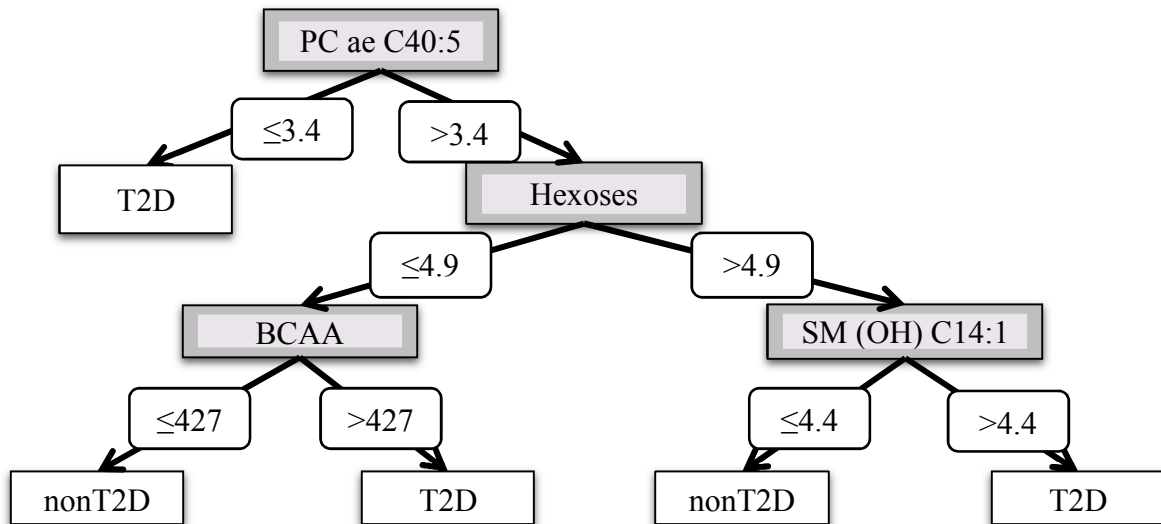 PC ae C40:5
≤3.4
>3.4
T2D
Hexoses
≤4.9
>4.9
BCAA
SM (OH) C14:1
≤427
>427
≤4.4
>4.4
nonT2D
T2D
nonT2D
T2D